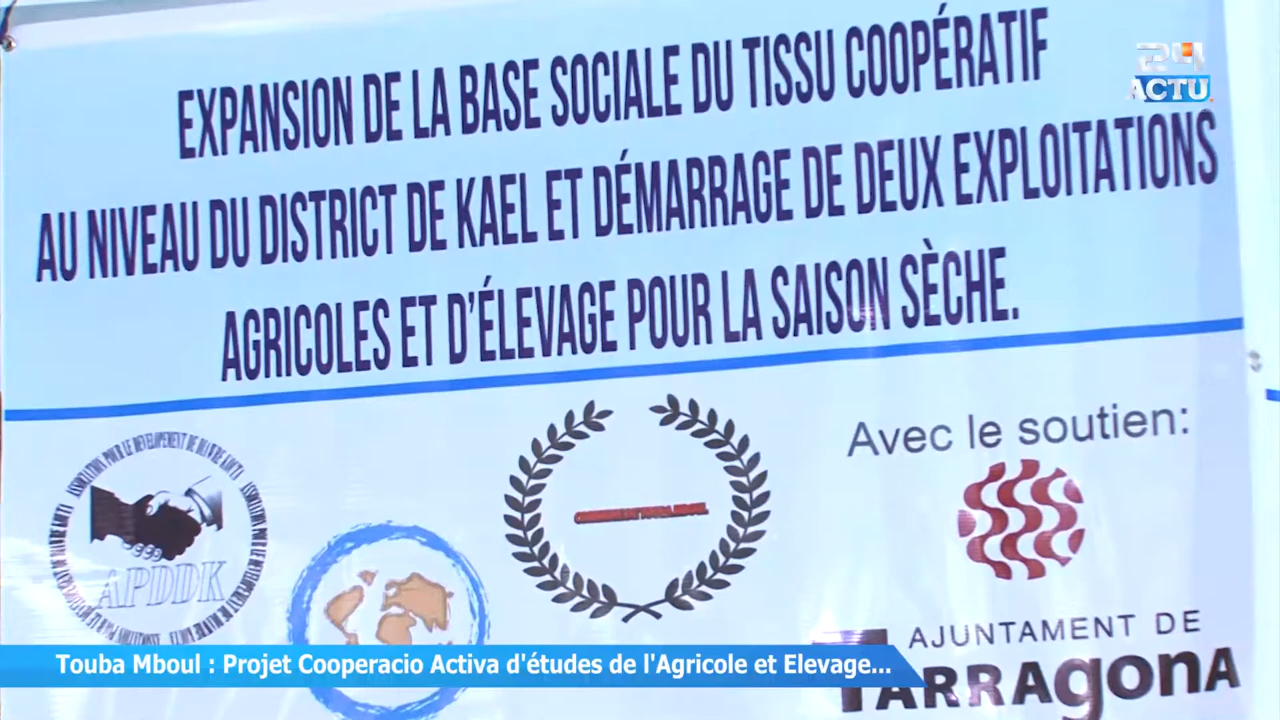 R4
ACTU.
EXPANSION DE LA BASE SOCIALE DU TISSU COOPÉRATIF
AU NIVEAU DU DISTRICT DE KAEL ET DÉMARRAGE DE DEUX EXPLOITATIONS
AGRICOLES ET D'ÉLEVAGE POUR LA SAISON SÈCHE.
Avec le soutien:
APDDK
AJUNTAMENT DE
TARRAgonA
Touba Mboul : Projet Cooperacio Activa d'études de l'Agricole et Elevage...